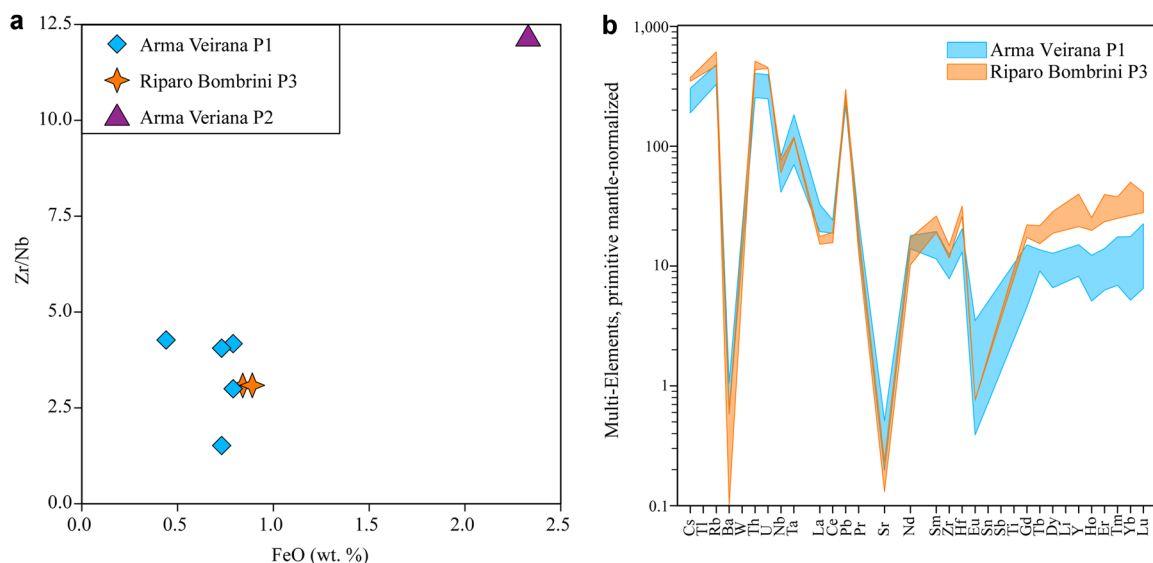 a
12.5
10.0
5.0
2.5
0.0
Zr/Nb
Arma Veirana P1
Riparo Bombrini P3
Arma Veriana P2
0.0 0.5 1.0 2.0 2.5
FeO (wt. %)
b
1,000
100
10
1
0.1
Multi-Elements, primitive mantle-normalized
Arma Veirana P1
Riparo Bombrini P3
Cs Tl Rb Ba W Th U Nb Ta La Ce Pb Pr Sr Nd Sm Zr Hf Eu Sn Sb Ti Gd Tb Dy Li Y Ho Er Tm Yb Lu